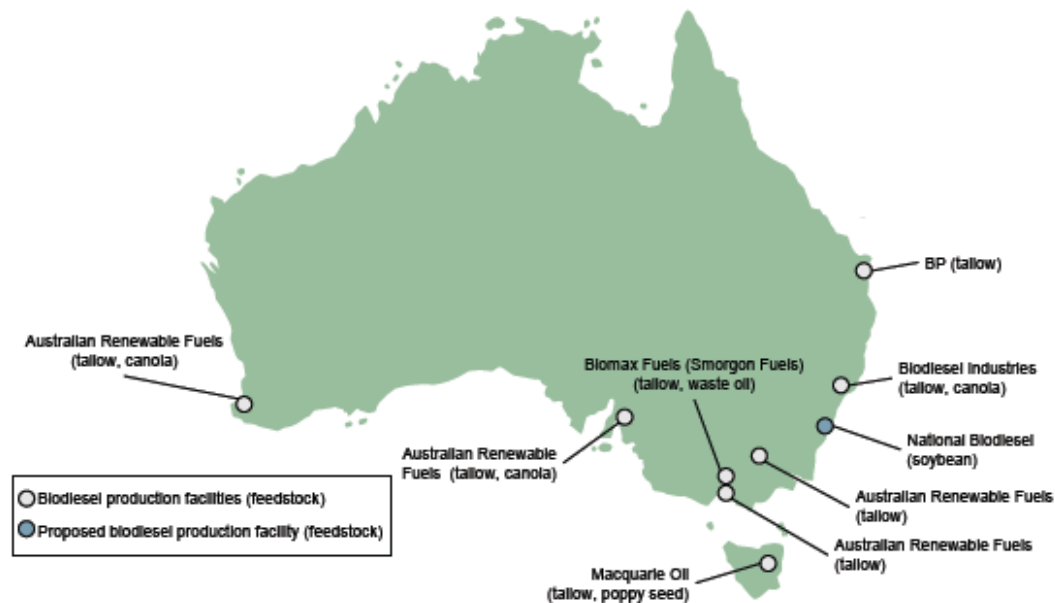 BP (tallow)
Australian Renewable Fuels
(tallow, canola)
Biomax Fuels (Smorgon Fuels)
(tallow, waste oil)
Biodiesel Industries
(tallow, canola)
Australian Renewable
Fuels (tallow, canola)
National Biodiesel
(soybean)
Biodiesel production facilities (feedstock)
Proposed biodiesel production facility (feedstock)
Australian Renewable Fuels
(tallow)
Australian Renewable Fuels
(tallow)
Macquarie Oil
(tallow, poppy seed)